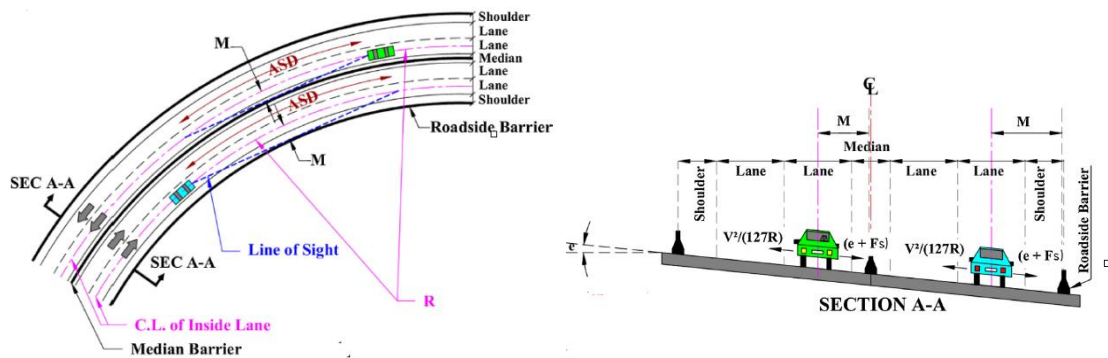 Shoulder
Lane
Lane
Median
Lane
Lane
Shoulder
M
ASD
ASD
Roadside Barrier
M
SEC A-A
Line of Sight
SEC A-A
R
C.L. of Inside Lane
Median Barrier
℄
M
M
Median
Shoulder
Lane
Lane
Lane
Lane
Shoulder
Roadside Barrier
e
V²/(127R)
(e + Fs)
V²/(127R)
(e + Fs)
SECTION A-A